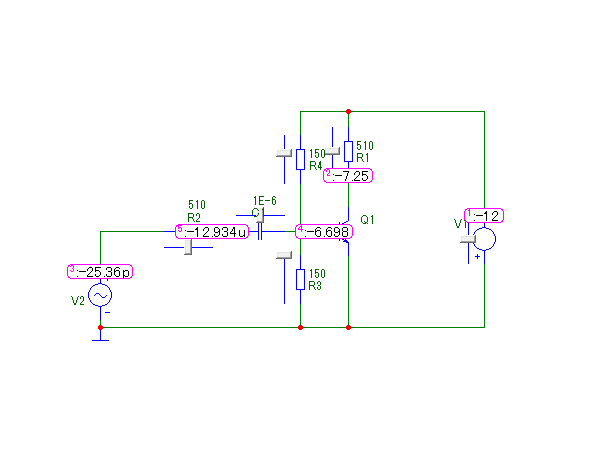 150
R4
510
R1
2:-7.25
510
R2
1E-6
C
Q1
1:-12
V1
5:-12.934u
4:-6.698
+
3:-25.36p
V2
-
150
R3